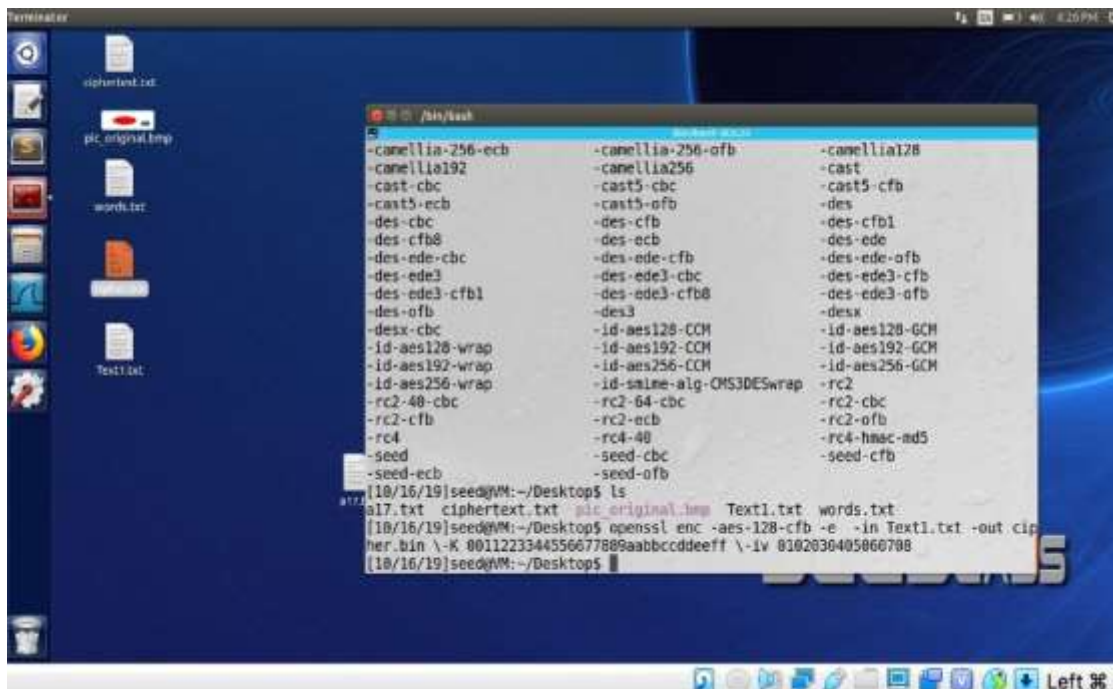 Terminator
4:26 PM
ciphertext.txt
pic_original.bmp
words.txt
Text1.txt
/bin/bash
-camellia-256-ecb -camellia-256-ofb -camellia128
-camellia192 -camellia256 -cast
-cast-cbc -cast5-cbc -cast5-cfb
-cast5-ecb -cast5-ofb -des
-des-cbc -des-cfb -des-cfb1
-des-cfb8 -des-ecb -des-ede
-des-ede-cbc -des-ede-cfb -des-ede-ofb
-des-ede3 -des-ede3-cbc -des-ede3-cfb
-des-ede3-cfb1 -des-ede3-cfb8 -des-ede3-ofb
-des-ofb -des3 -desx
-desx-cbc -id-aes128-CCM -id-aes128-GCM
-id-aes128-wrap -id-aes192-CCM -id-aes192-GCM
-id-aes192-wrap -id-aes256-CCM -id-aes256-GCM
-id-aes256-wrap -id-smime-alg-CMS3DESwrap -rc2
-rc2-40-cbc -rc2-64-cbc -rc2-cbc
-rc2-cfb -rc2-ecb -rc2-ofb
-rc4 -rc4-40 -rc4-hmac-md5
-seed -seed-cbc -seed-cfb
-seed-ecb -seed-ofb
[10/16/19]seed@VM:~/Desktop$ ls
a17.txt ciphertext.txt pic_original.bmp Text1.txt words.txt
[10/16/19]seed@VM:~/Desktop$ openssl enc -aes-128-cfb -e -in Text1.txt -out cip
her.bin \-K 00112233445566778889aabbccddeeff \-iv 0102030405060708
[10/16/19]seed@VM:~/Desktop$
Left ⌘